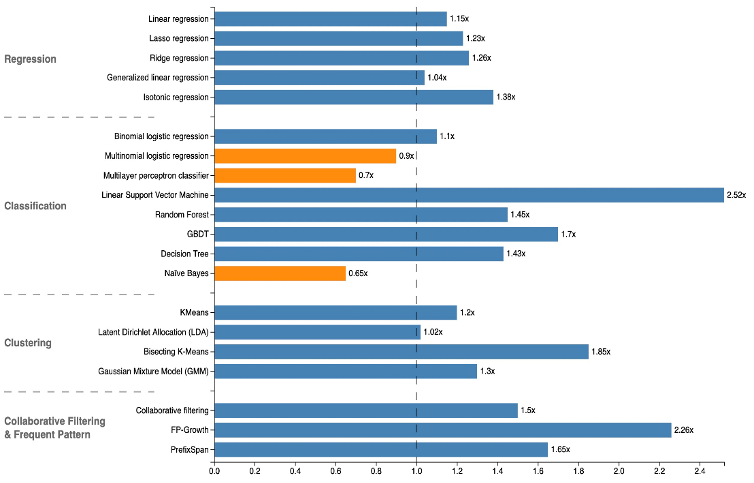 Regression
Linear regression 1.15x
Lasso regression 1.23x
Ridge regression 1.26x
Generalized linear regression 1.04x
Isotonic regression 1.38x
Classification
Binomial logistic regression 1.1x
Multinomial logistic regression 0.9x
Multilayer perceptron classifier 0.7x
Linear Support Vector Machine 2.52x
Random Forest 1.45x
GBDT 1.7x
Decision Tree 1.43x
Naïve Bayes 0.65x
Clustering
KMeans 1.2x
Latent Dirichlet Allocation (LDA) 1.02x
Bisecting K-Means 1.85x
Gaussian Mixture Model (GMM) 1.3x
Collaborative Filtering
& Frequent Pattern
Collaborative filtering 1.5x
FP-Growth 2.26x
PrefixSpan 1.65x
0.0 0.2 0.4 0.6 0.8 1.0 1.2 1.4 1.6 1.8 2.0 2.2 2.4